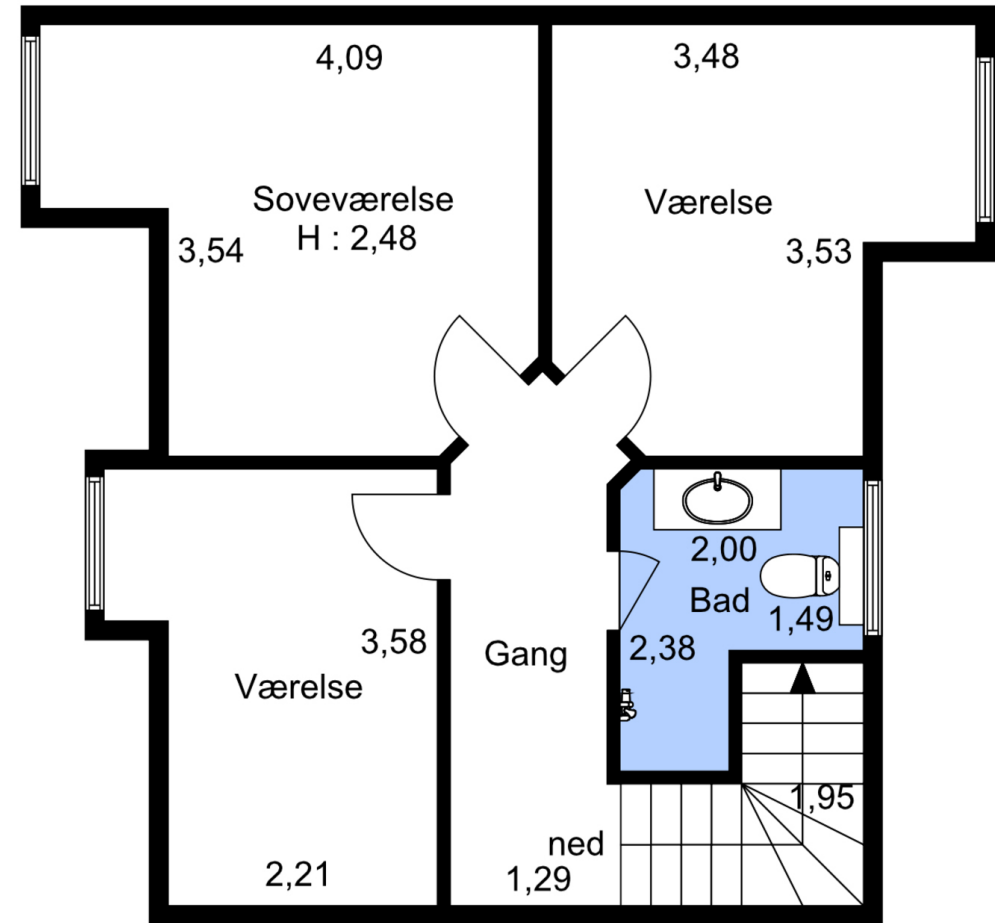 4,09
3,48
Soveværelse
H : 2,48
Værelse
3,54
3,53
2,00
Bad
1,49
3,58
Gang
2,38
Værelse
1,95
ned
2,21
1,29